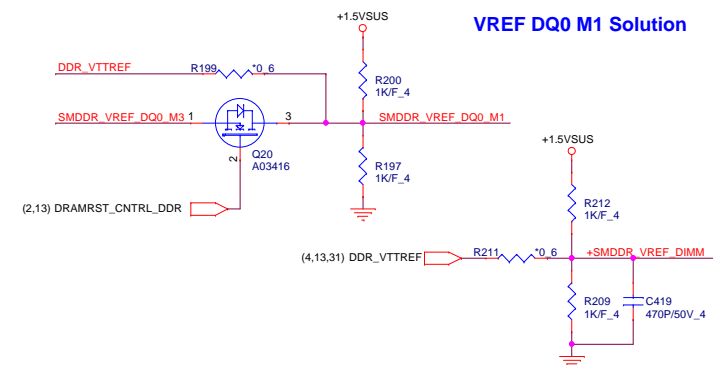 VREF DQ0 M1 Solution
+1.5VSUS
DDR_VTTREF
R199
*0_6
R200
1K/F_4
SMDDR_VREF_DQ0_M3
1
3
SMDDR_VREF_DQ0_M1
Q20
A03416
2
R197
1K/F_4
(2,13) DRAMRST_CNTRL_DDR
+1.5VSUS
R212
1K/F_4
(4,13,31) DDR_VTTREF
R211
*0_6
+SMDDR_VREF_DIMM
R209
1K/F_4
C419
470P/50V_4